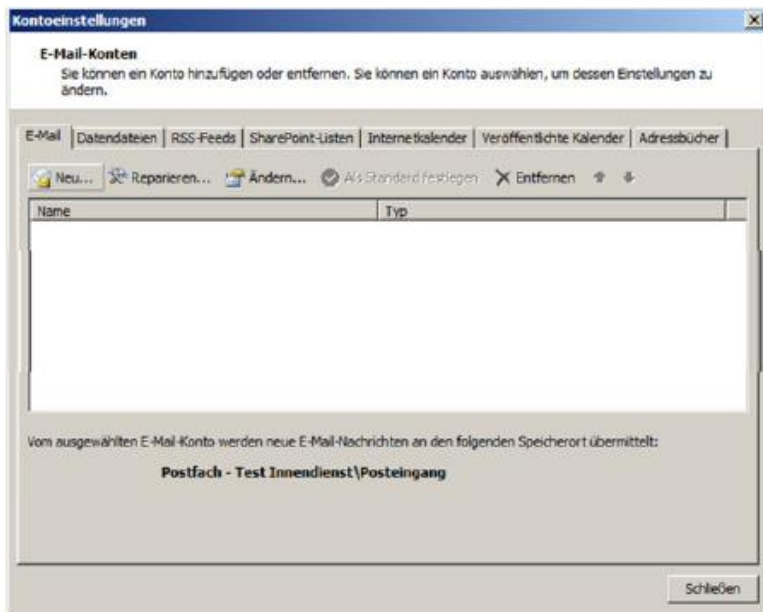 Kontoeinstellungen
E-Mail-Konten
Sie können ein Konto hinzufügen oder entfernen. Sie können ein Konto auswählen, um dessen Einstellungen zu
ändern.
E-Mail Datendateien RSS-Feeds SharePoint-Listen Internetkalender Veröffentlichte Kalender Adressbücher
Neu... Reparieren... Ändern... Als Standard festlegen Entfernen
Name Typ
Vom ausgewählten E-Mail-Konto werden neue E-Mail-Nachrichten an den folgenden Speicherort übermittelt:
Postfach - Test Innendienst\Posteingang
Schließen